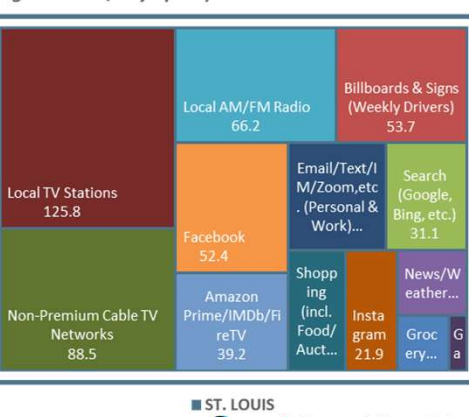 Local TV Stations
125.8
Non-Premium Cable TV
Networks
88.5
Local AM/FM Radio
66.2
Billboards & Signs
(Weekly Drivers)
53.7
Facebook
52.4
Amazon
Prime/IMDb/Fi
reTV
39.2
Email/Text/I
M/Zoom,etc
. (Personal &
Work)...
Search
(Google,
Bing, etc.)
31.1
Shopp
ing
(incl.
Food/
Auct...
Insta
gram
21.9
News/W
eather...
Groc
ery...
G
a
ST. LOUIS